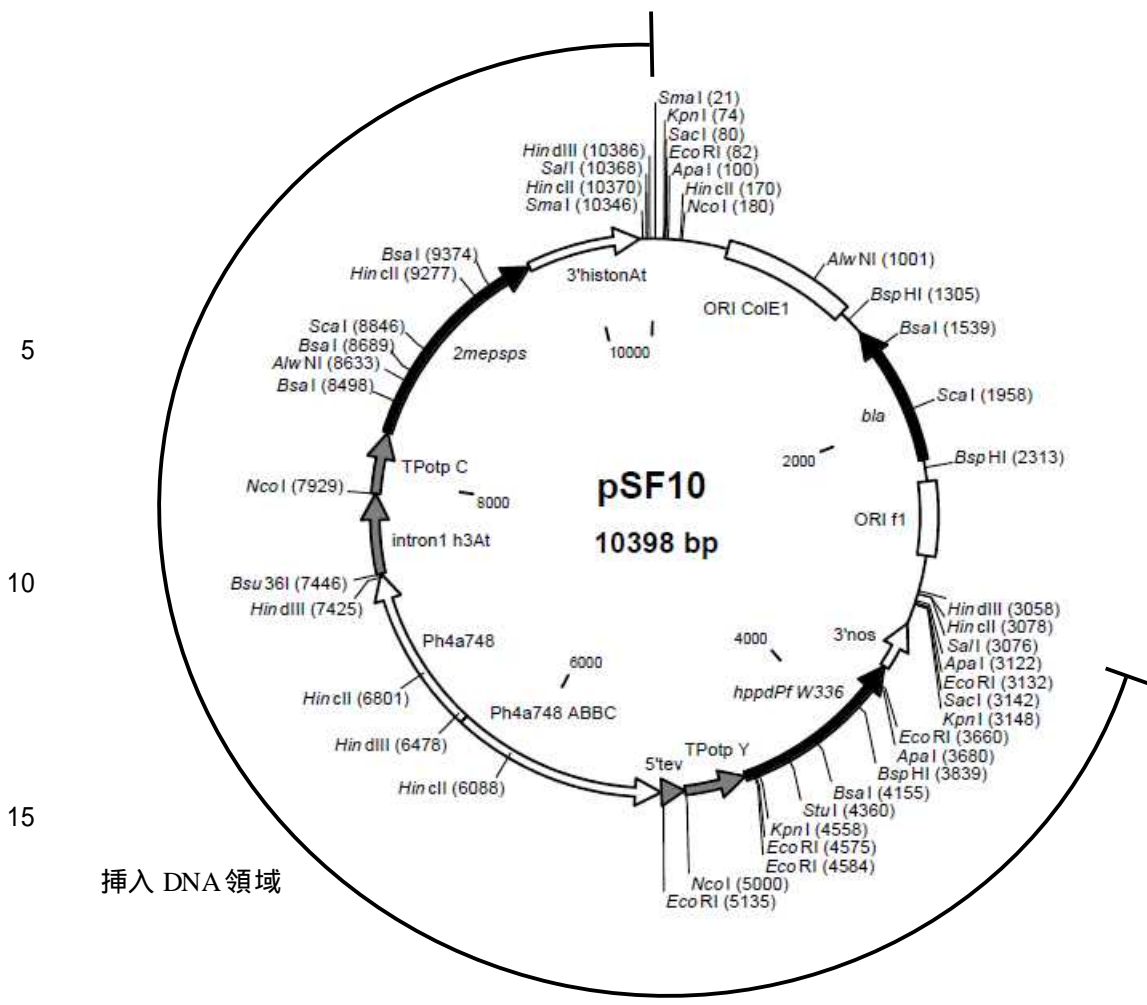 SmaI (21)
KpnI (74)
SacI (80)
EcoRI (82)
ApaI (100)
HincII (170)
NcoI (180)
HindIII (10386)
SalI (10368)
HincII (10370)
SmaI (10346)
BsaI (9374)
HincII (9277)
3'histonAt
ORI ColE1
AlwNI (1001)
BspHI (1305)
BsaI (1539)
5
ScaI (8846)
BsaI (8689)
AlwNI (8633)
BsaI (8498)
2mepsps
10000
ScaI (1958)
bla
2000
BspHI (2313)
TPotp C
NcoI (7929)
8000
pSF10
10398 bp
ORI f1
intron1 h3At
10
Bsu36I (7446)
HindIII (7425)
Ph4a748
HincII (6801)
6000
4000
3'nos
HindIII (3058)
HincII (3078)
SalI (3076)
ApaI (3122)
EcoRI (3132)
SacI (3142)
KpnI (3148)
hppdPf W336
Ph4a748 ABBC
HindIII (6478)
HincII (6088)
5'tev
TPotp Y
EcoRI (3660)
ApaI (3680)
BspHI (3839)
BsaI (4155)
StuI (4360)
15
KpnI (4558)
EcoRI (4575)
EcoRI (4584)
NcoI (5000)
EcoRI (5135)
挿入 DNA領域